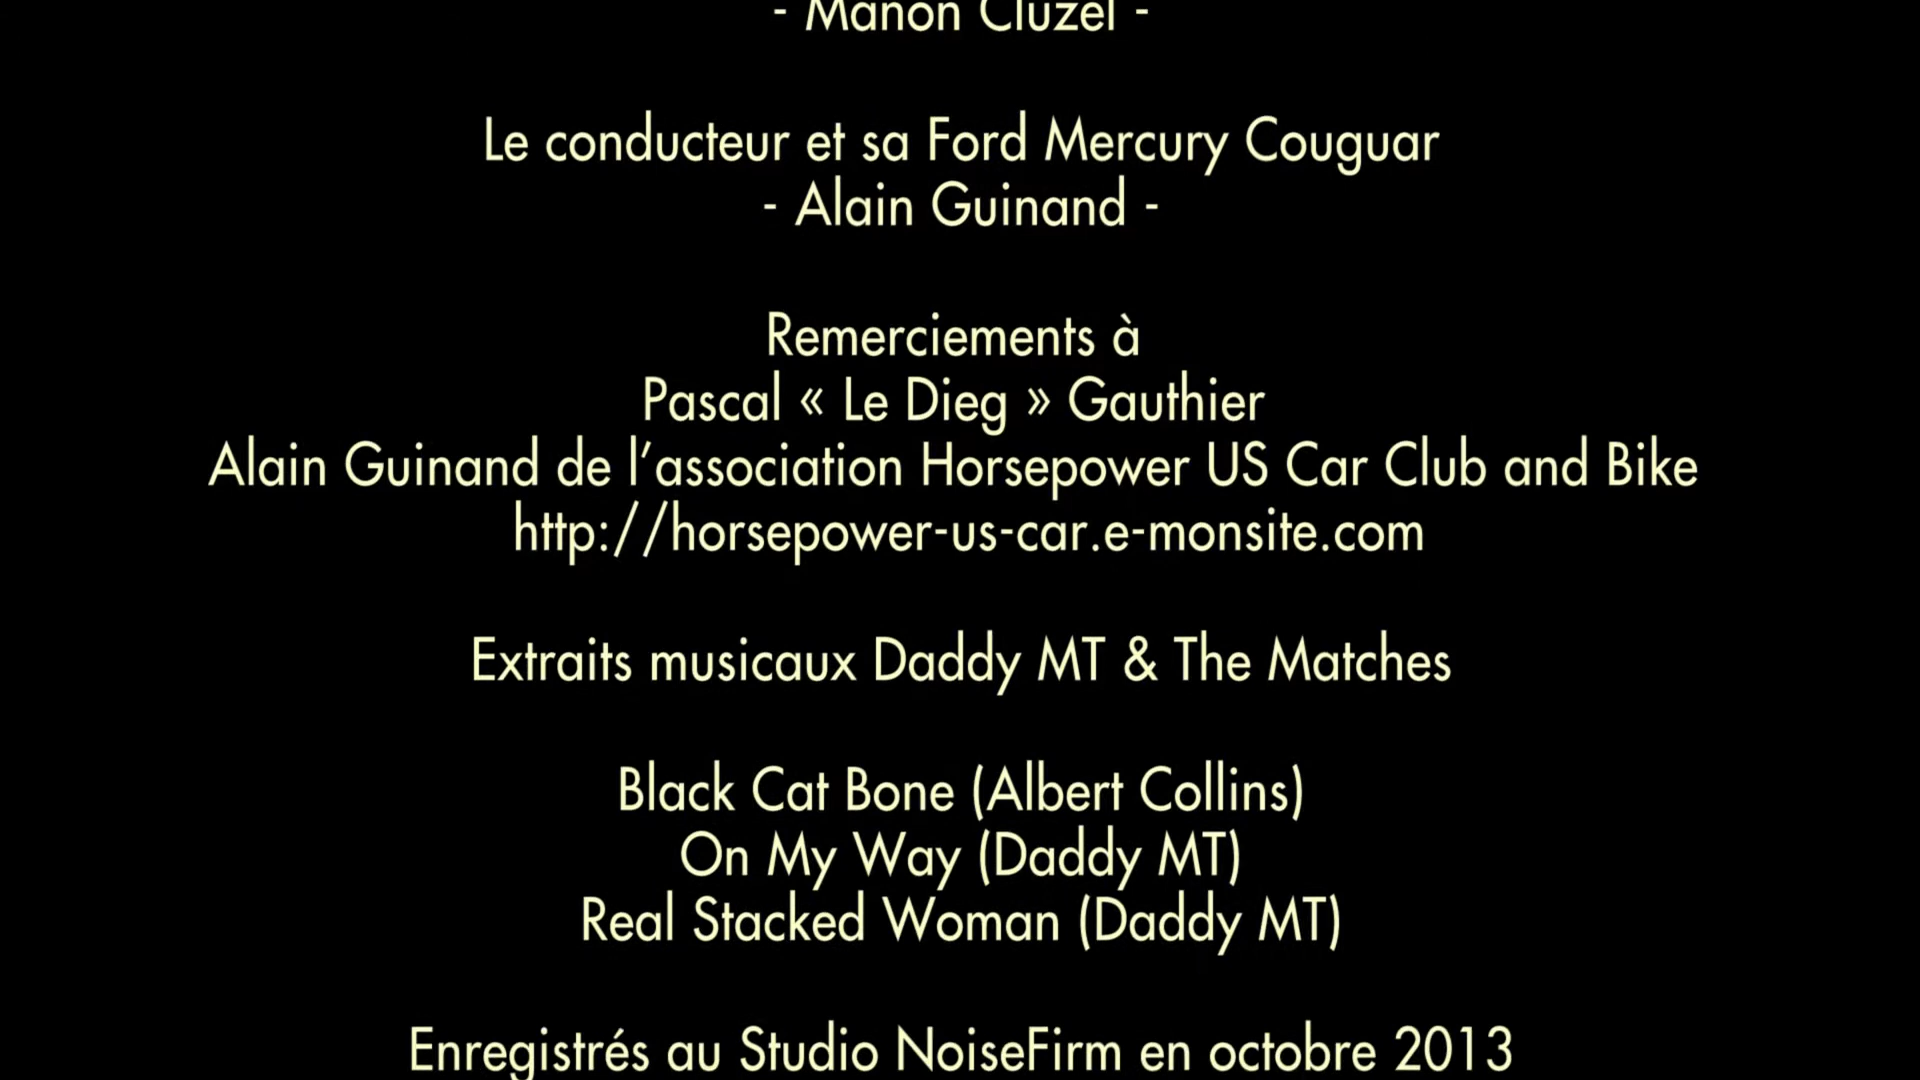 - Manon Cluzel -
Le conducteur et sa Ford Mercury Couguar
- Alain Guinand -
Remerciements à
Pascal « Le Dieg » Gauthier
Alain Guinand de l’association Horsepower US Car Club and Bike
http://horsepower-us-car.e-monsite.com
Extraits musicaux Daddy MT & The Matches
Black Cat Bone (Albert Collins)
On My Way (Daddy MT)
Real Stacked Woman (Daddy MT)
Enregistrés au Studio NoiseFirm en octobre 2013